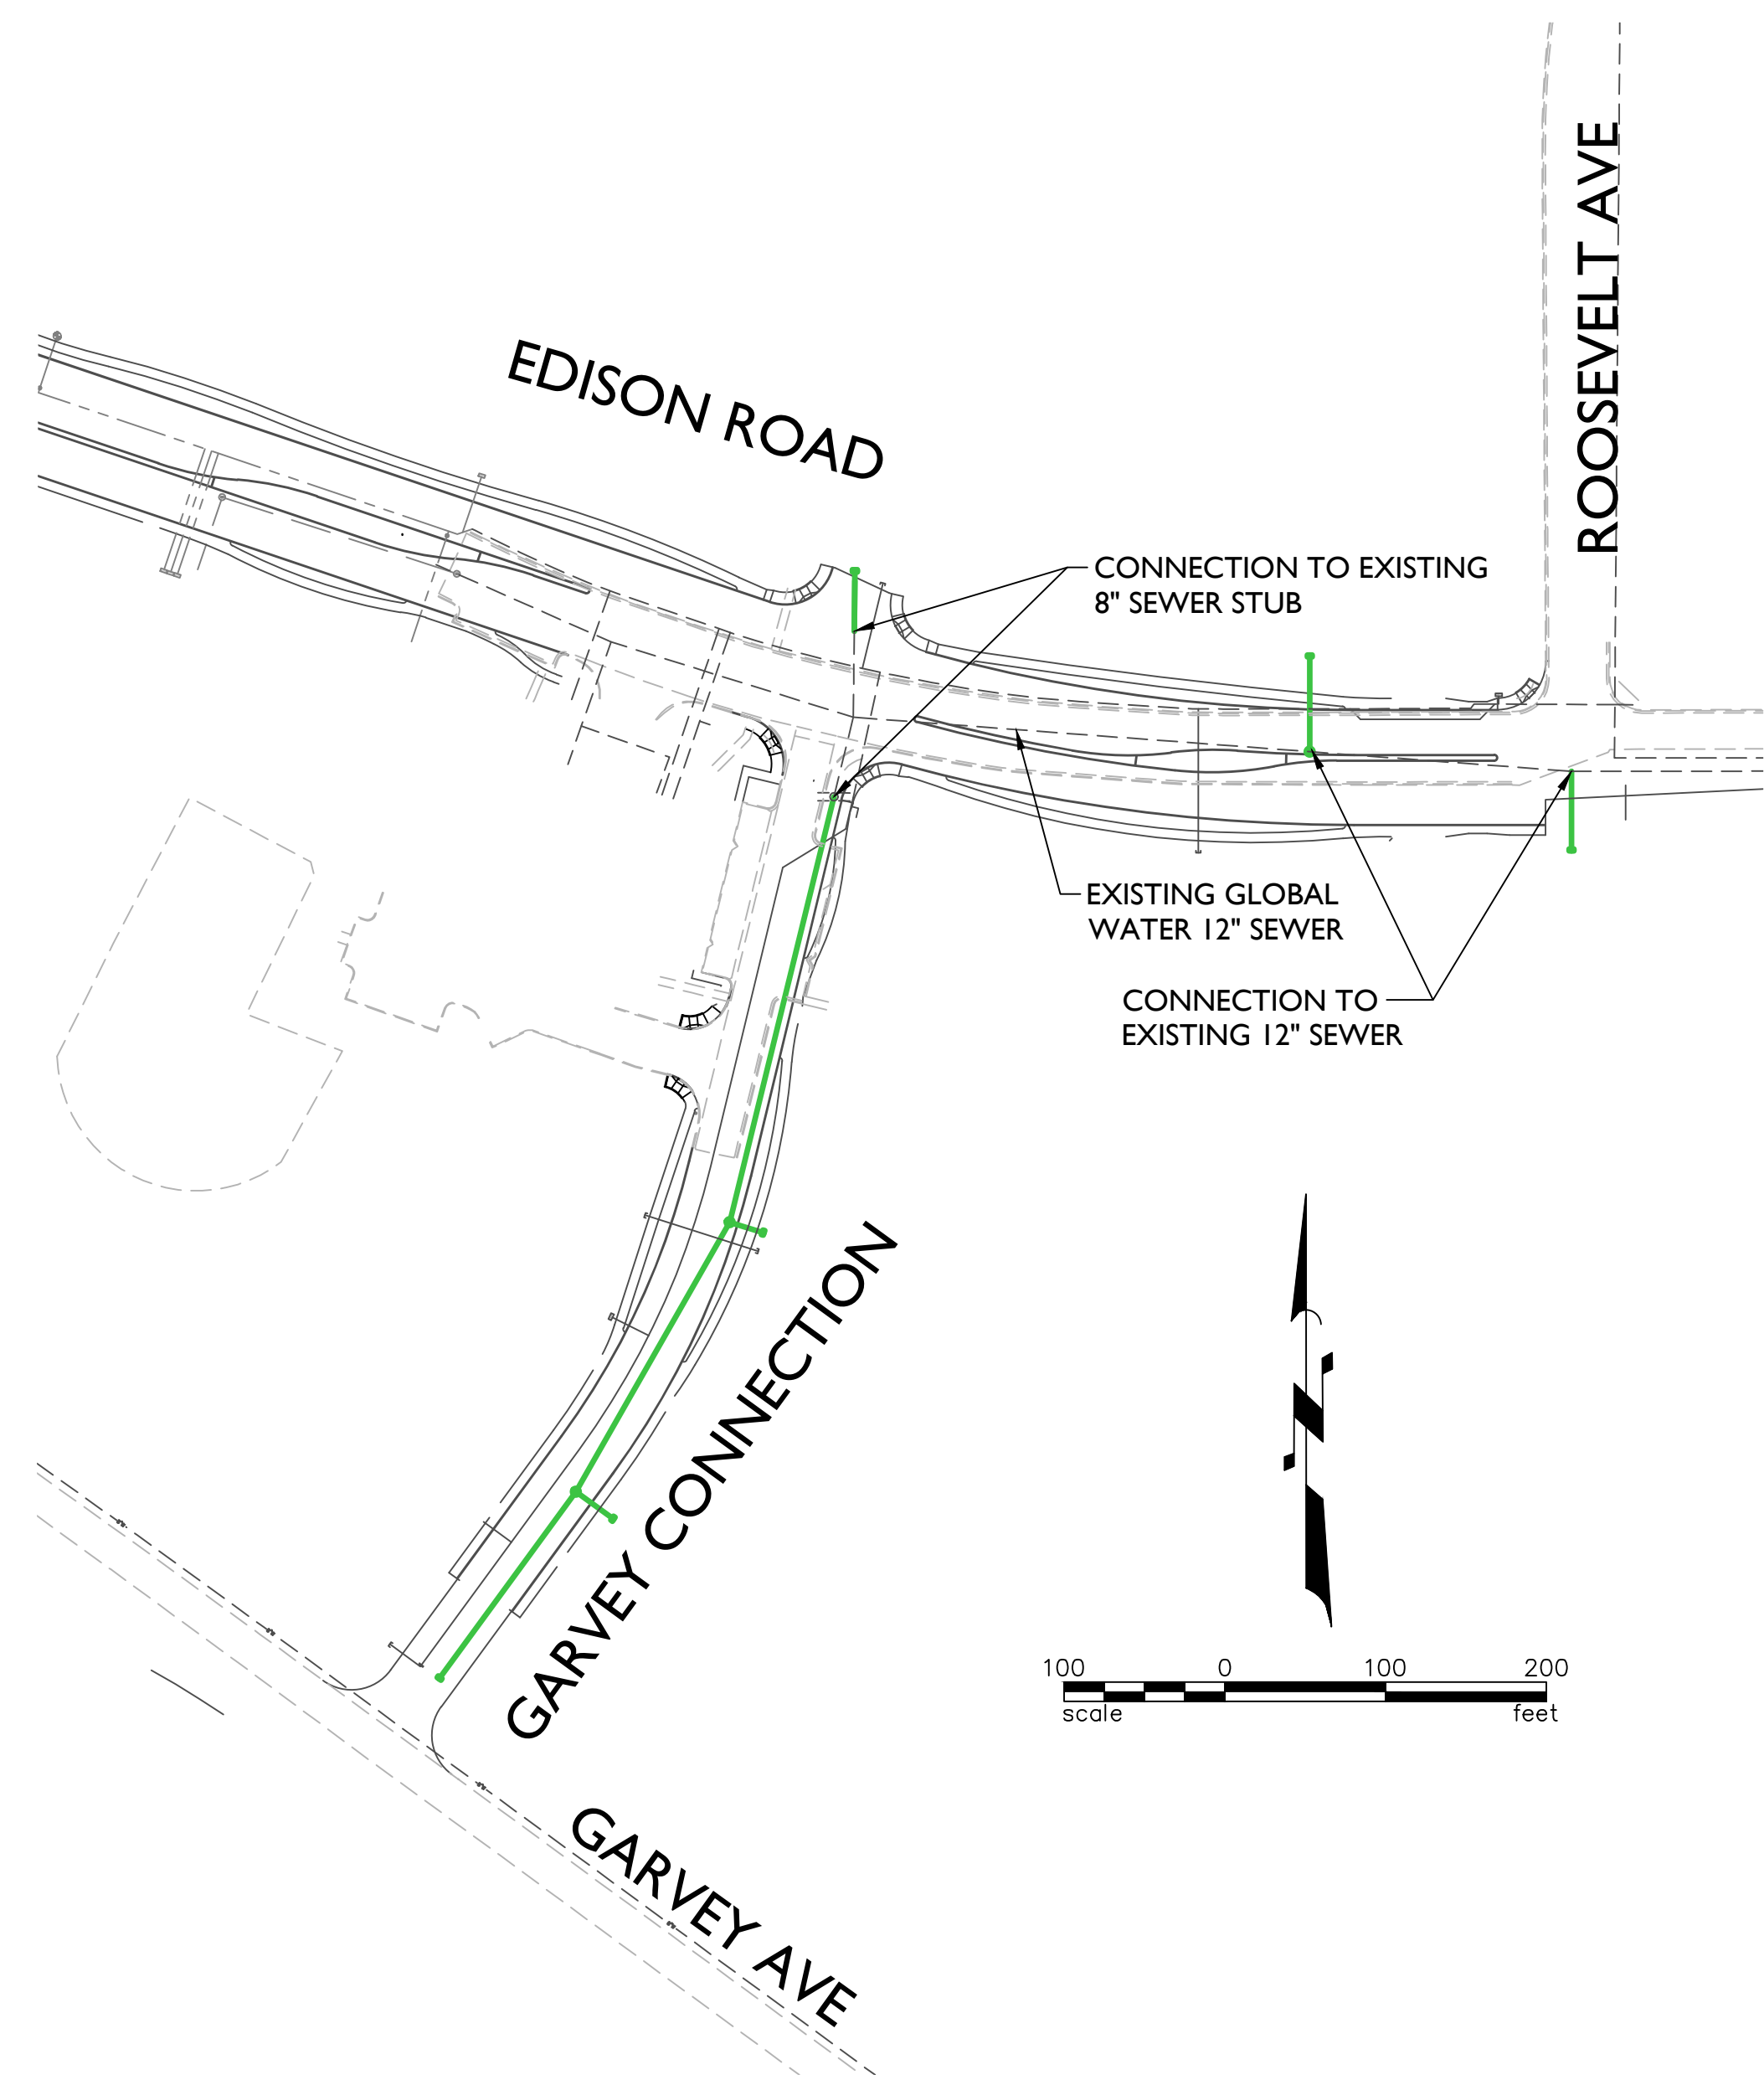 ROOSEVELT AVE
EDISON ROAD
CONNECTION TO EXISTING
8" SEWER STUB
EXISTING GLOBAL
WATER 12" SEWER
CONNECTION TO
EXISTING 12" SEWER
GARVEY CONNECTION
N
100 0 100 200
scale feet
GARVEY AVE